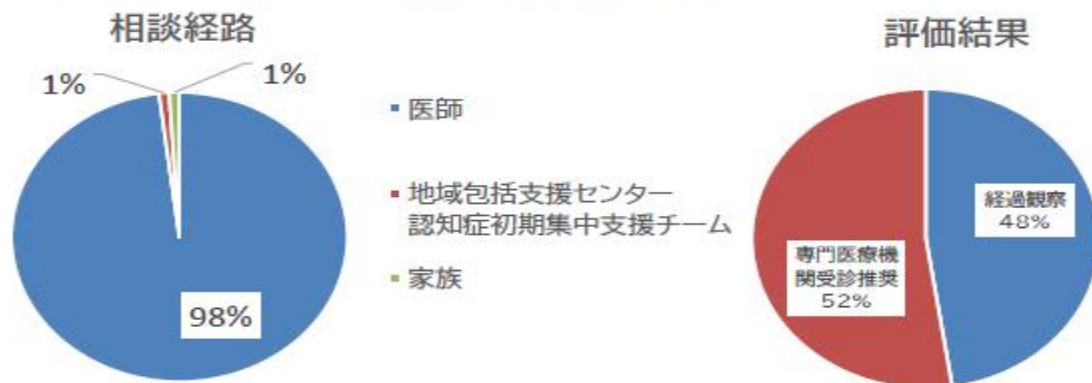 相談経路
1%
1%
98%
医師
地域包括支援センター
認知症初期集中支援チーム
家族
評価結果
経過観察
48%
専門医療機
関受診推奨
52%